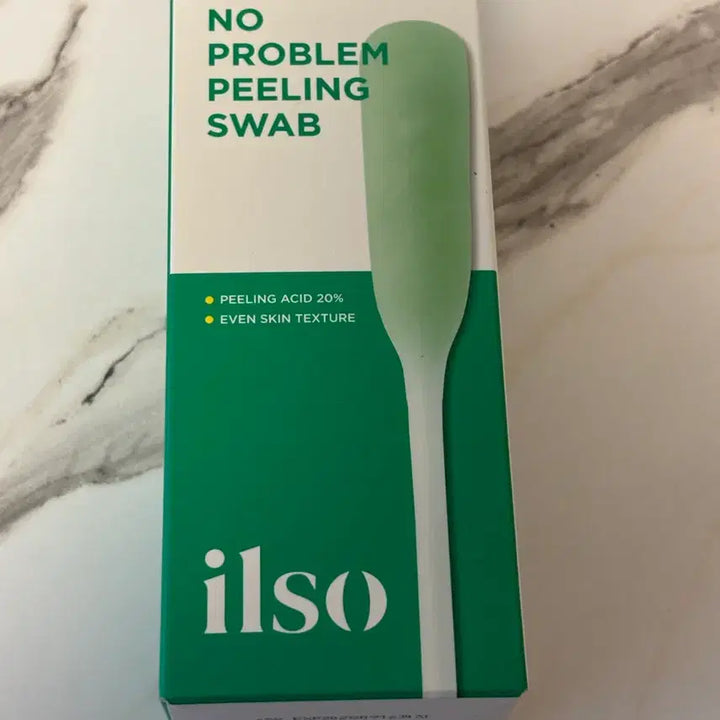 NO
PROBLEM
PEELING
SWAB
PEELING ACID 20%
EVEN SKIN TEXTURE
ilso